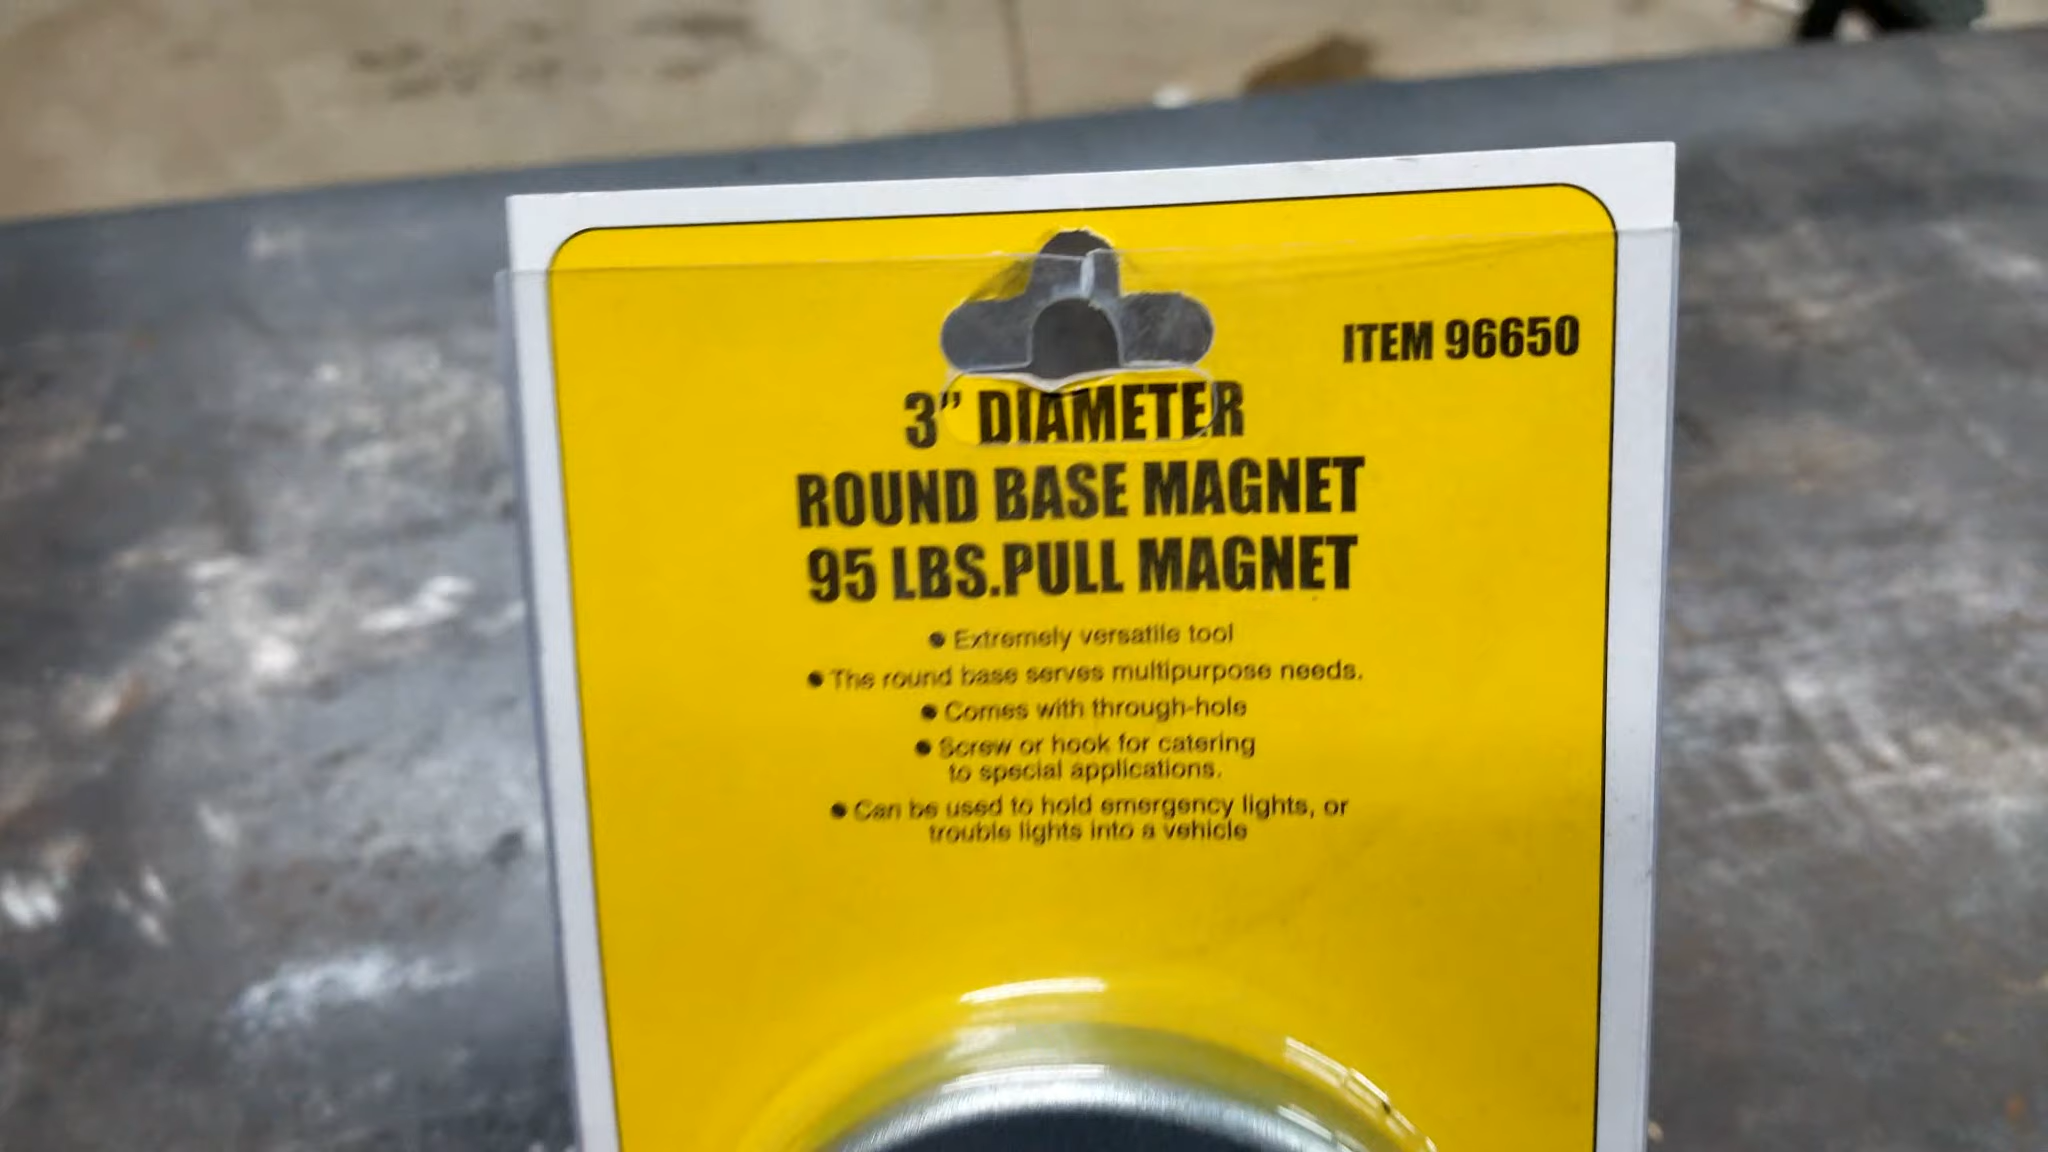 ITEM 96650
3” DIAMETER
ROUND BASE MAGNET
95 LBS.PULL MAGNET
● Extremely versatile tool
● The round base serves multipurpose needs.
● Comes with through-hole
● Screw or hook for catering
to special applications.
● Can be used to hold emergency lights, or
trouble lights into a vehicle